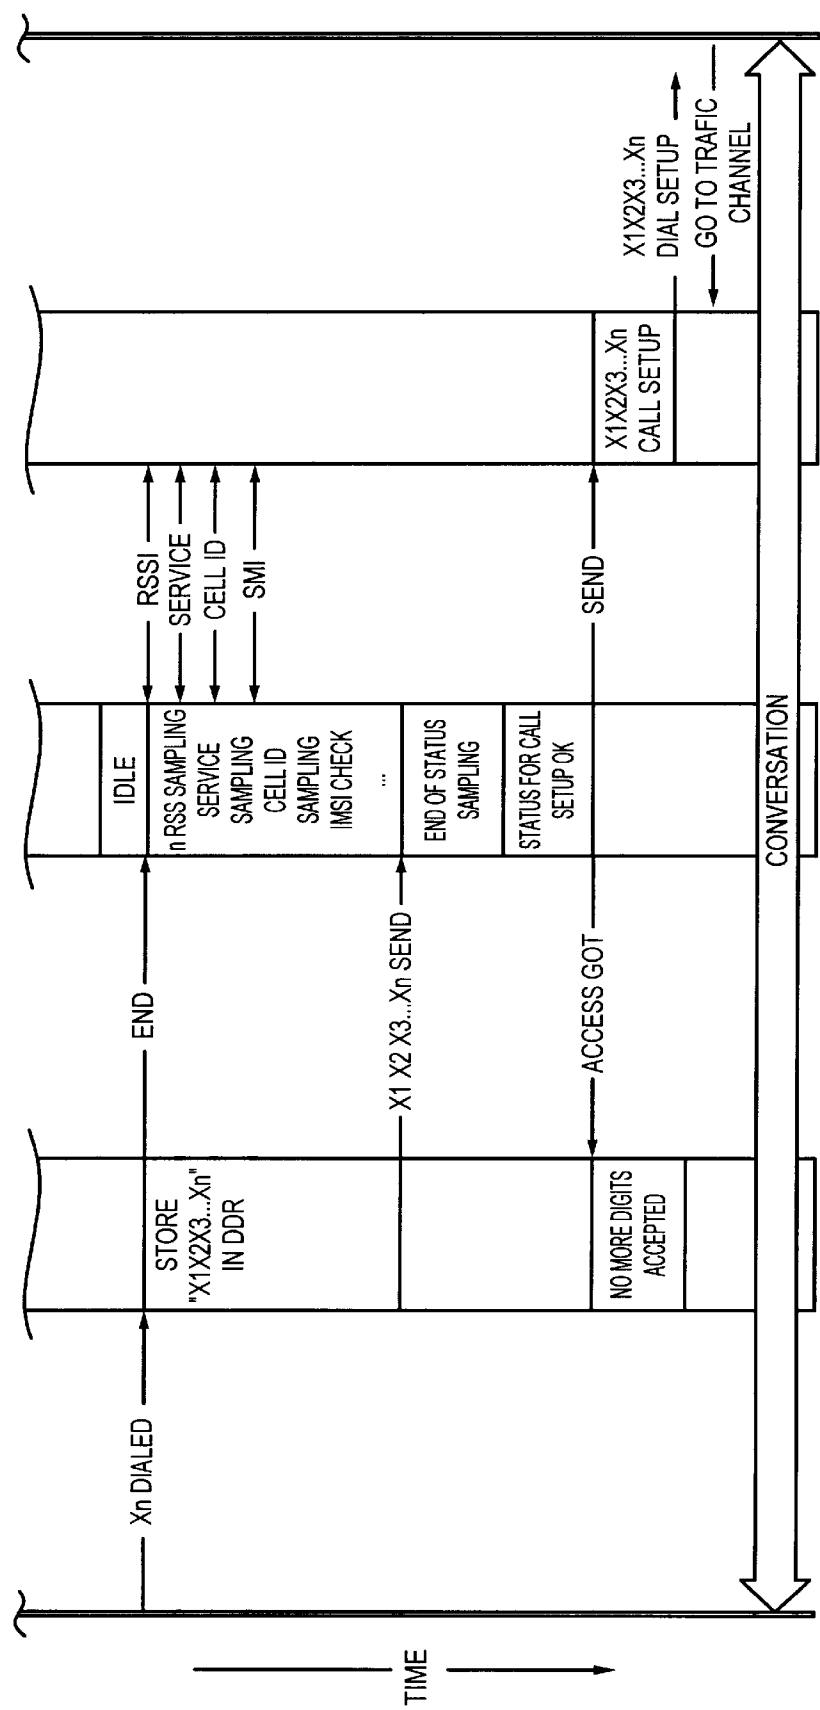 TIME
Xn DIALED
STORE
"X1X2X3...Xn"
IN DDR
END
IDLE
n RSS SAMPLING
SERVICE
SAMPLING
CELL ID
SAMPLING
IMSI CHECK
...
RSSI
SERVICE
CELL ID
SMI
X1 X2 X3...Xn SEND
END OF STATUS
SAMPLING
STATUS FOR CALL
SETUP OK
NO MORE DIGITS
ACCEPTED
ACCESS GOT
SEND
X1X2X3...Xn
CALL SETUP
X1X2X3...Xn
DIAL SETUP
GO TO TRAFIC
CHANNEL
CONVERSATION